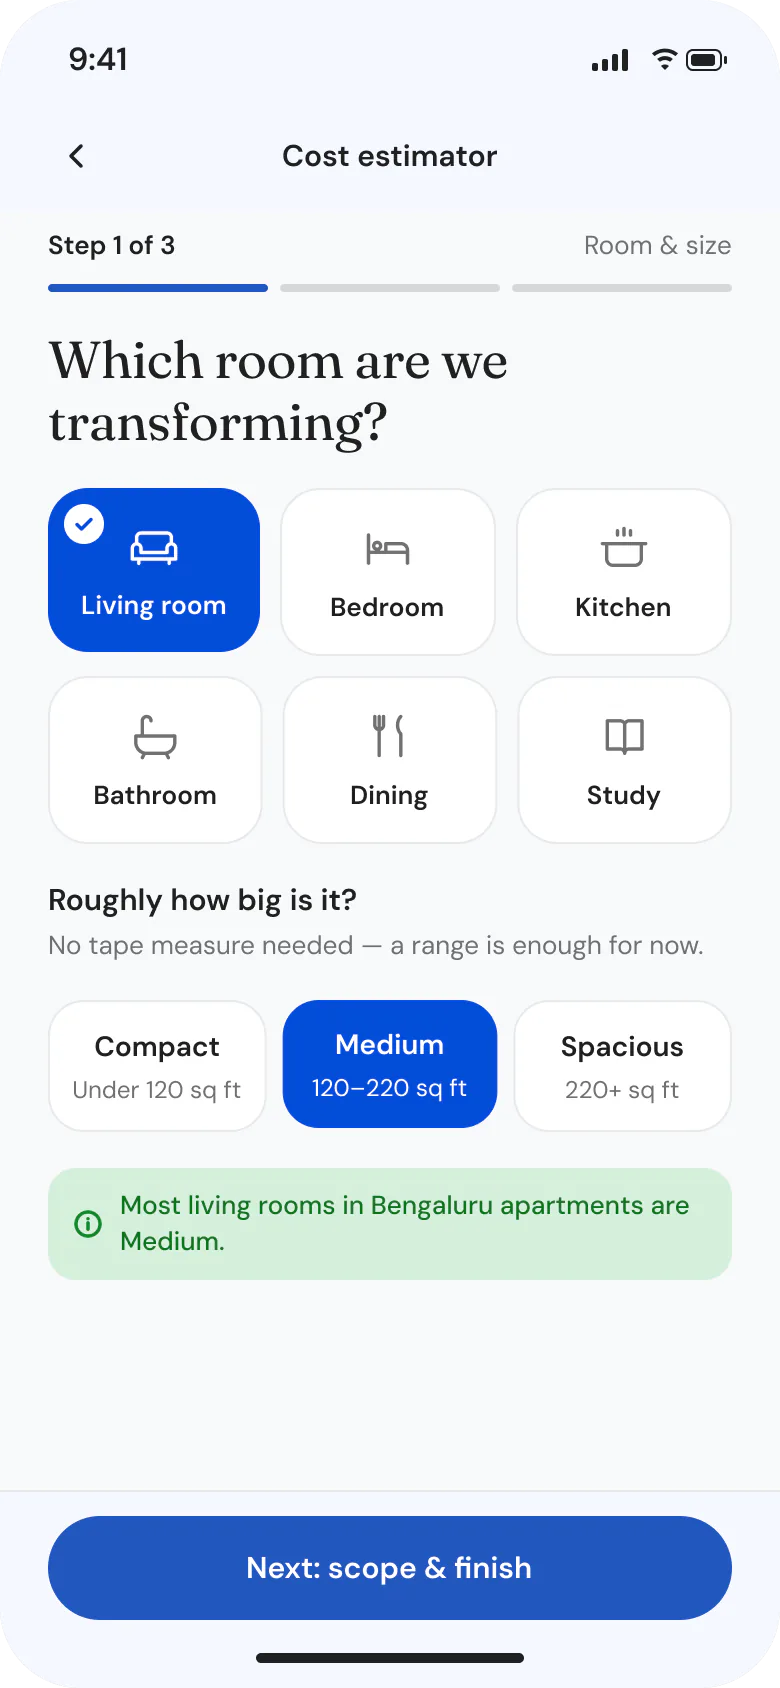 9:41
Cost estimator
Step 1 of 3
Room & size
Which room are we
transforming?
Living room
Bedroom
Kitchen
Bathroom
Dining
Study
Roughly how big is it?
No tape measure needed — a range is enough for now.
Compact
Under 120 sq ft
Medium
120–220 sq ft
Spacious
220+ sq ft
Most living rooms in Bengaluru apartments are
Medium.
Next: scope & finish